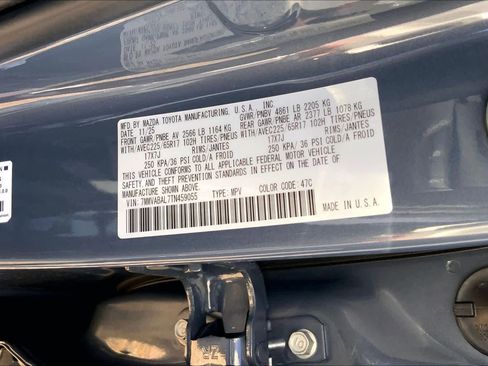 MFD. BY MAZDA TOYOTA MANUFACTURING, U.S.A., INC.
DATE: 11/25 GVWR/PNBV 4861 LB 2205 KG
GAWR/PNBE AV 2566 LB 1164 KG REAR GAWR/PNBE AR 2377 LB 1078 KG
WITH/AVEC225/65R17 102H TIRES/PNEUS WITH/AVEC225/65R17 102H TIRES/PNEUS
17X7J RIMS/JANTES 17X7J RIMS/JANTES
250 KPA/ 36 PSI COLD/A FROID 250 KPA/ 36 PSI COLD/A FROID
THIS VEHICLE CONFORMS TO ALL APPLICABLE FEDERAL MOTOR VEHICLE
SAFETY, AND THEFT PREVENTION STANDARDS IN EFFECT ON THE DATE OF
MANUFACTURE SHOWN ABOVE.
VIN: 7MMVABAL7TN459055 TYPE: MPV COLOR CODE: 47C
MADE IN U.S.A.